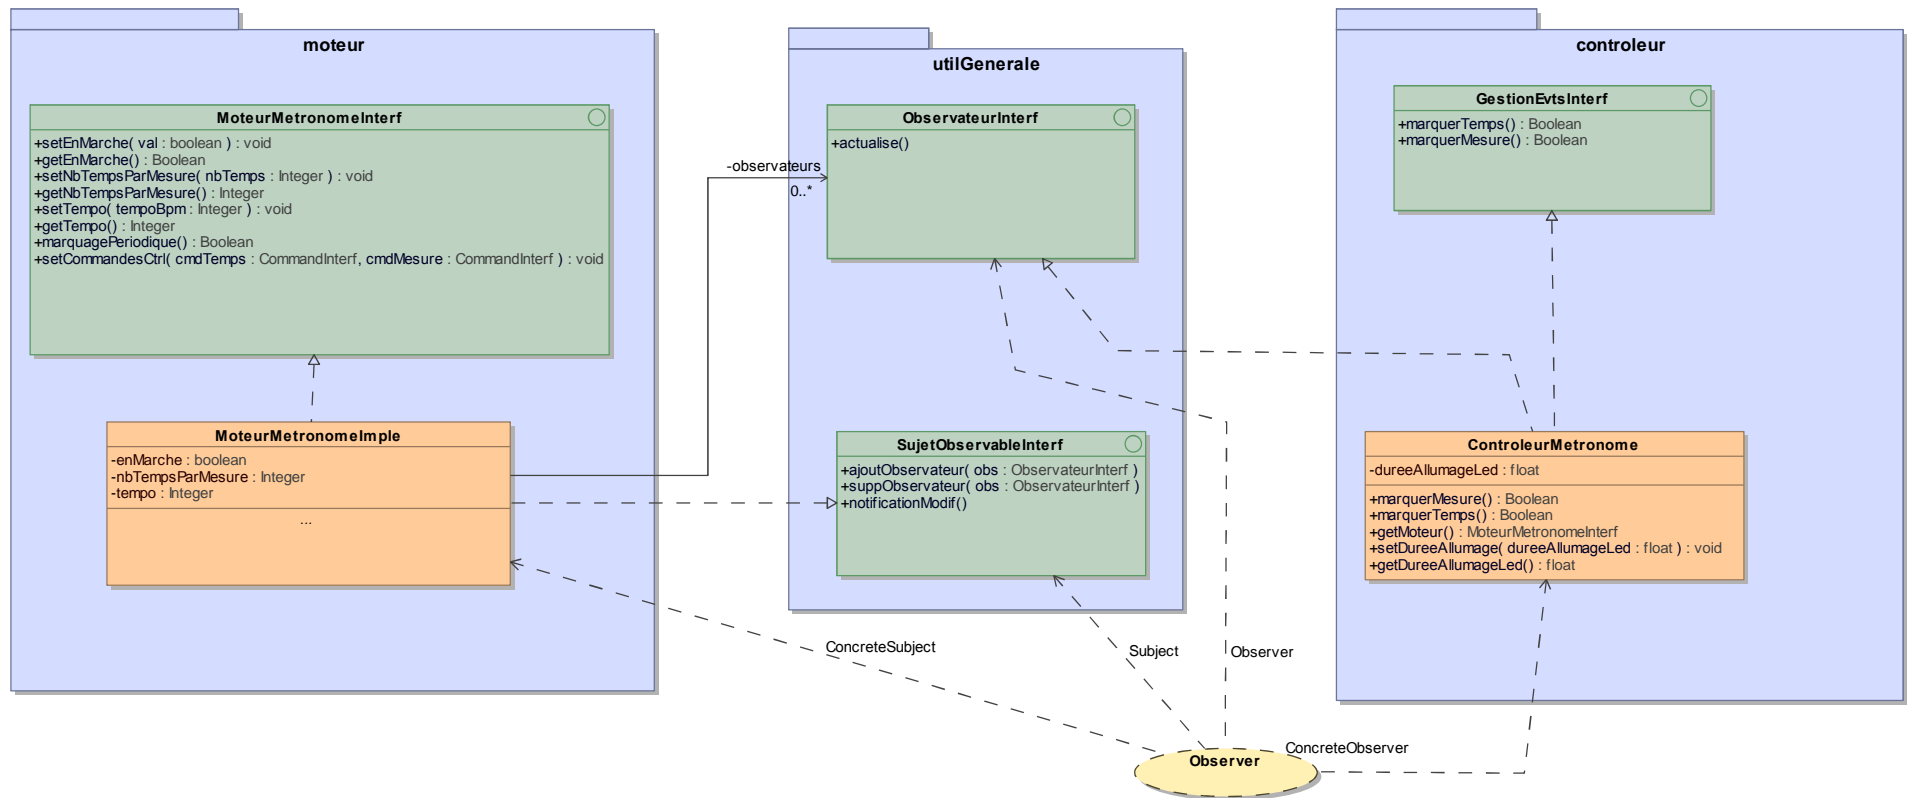 moteur
MoteurMetronomeInterf
+setEnMarche( val : boolean ) : void
+getEnMarche() : Boolean
+setNbTempsParMesure( nbTemps : Integer ) : void
+getNbTempsParMesure() : Integer
+setTempo( tempoBpm : Integer ) : void
+getTempo() : Integer
+marquagePeriodique() : Boolean
+setCommandesCtrl( cmdTemps : CommandInterf, cmdMesure : CommandInterf ) : void
MoteurMetronomeImple
-enMarche : boolean
-nbTempsParMesure : Integer
-tempo : Integer
...
-observateurs
0..*
utilGenerale
ObservateurInterf
+actualise()
SujetObservableInterf
+ajoutObservateur( obs : ObservateurInterf )
+suppObservateur( obs : ObservateurInterf )
+notificationModif()
controleur
GestionEvtsInterf
+marquerTemps() : Boolean
+marquerMesure() : Boolean
ControleurMetronome
-dureeAllumageLed : float
+marquerMesure() : Boolean
+marquerTemps() : Boolean
+getMoteur() : MoteurMetronomeInterf
+setDureeAllumage( dureeAllumageLed : float ) : void
+getDureeAllumageLed() : float
ConcreteSubject
Subject
Observer
ConcreteObserver
Observer